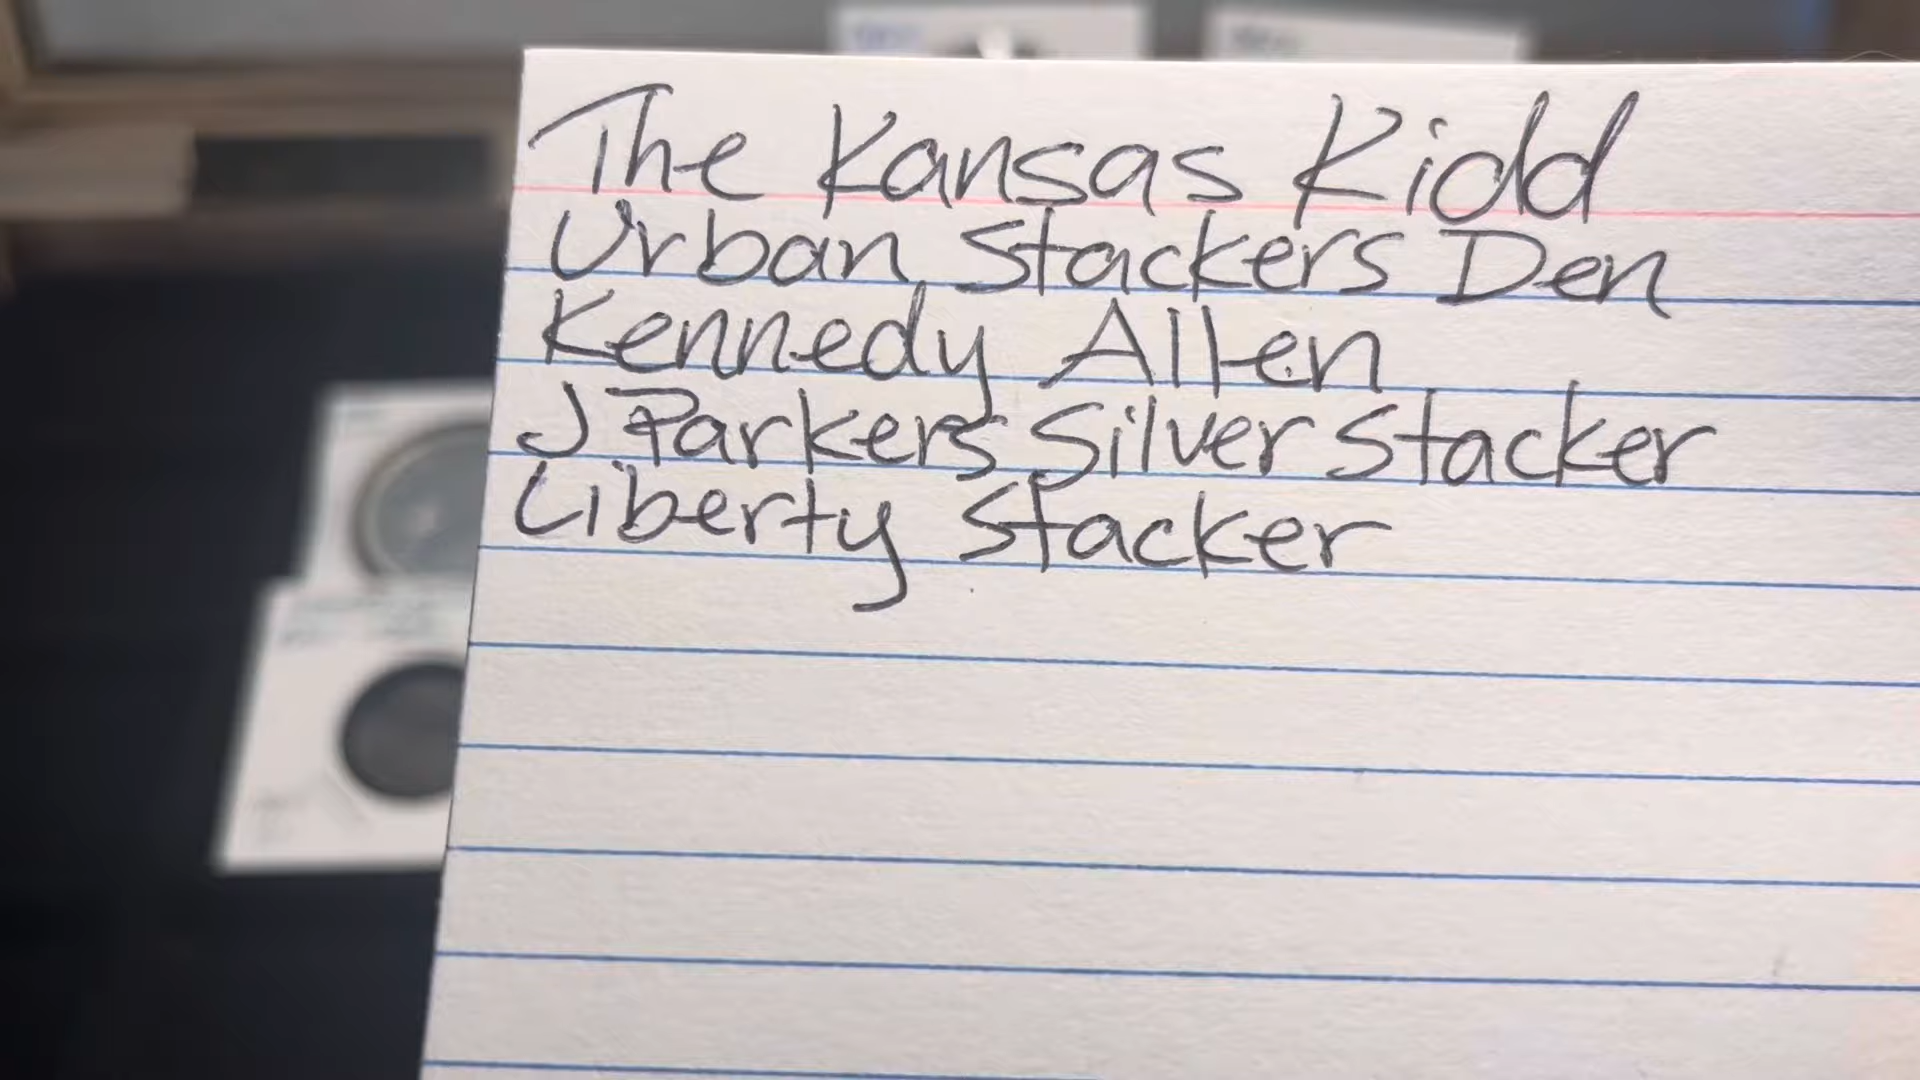 The Kansas Kidd
Urban Stackers Den
Kennedy Allen
J Parkers Silver Stacker
Liberty Stacker